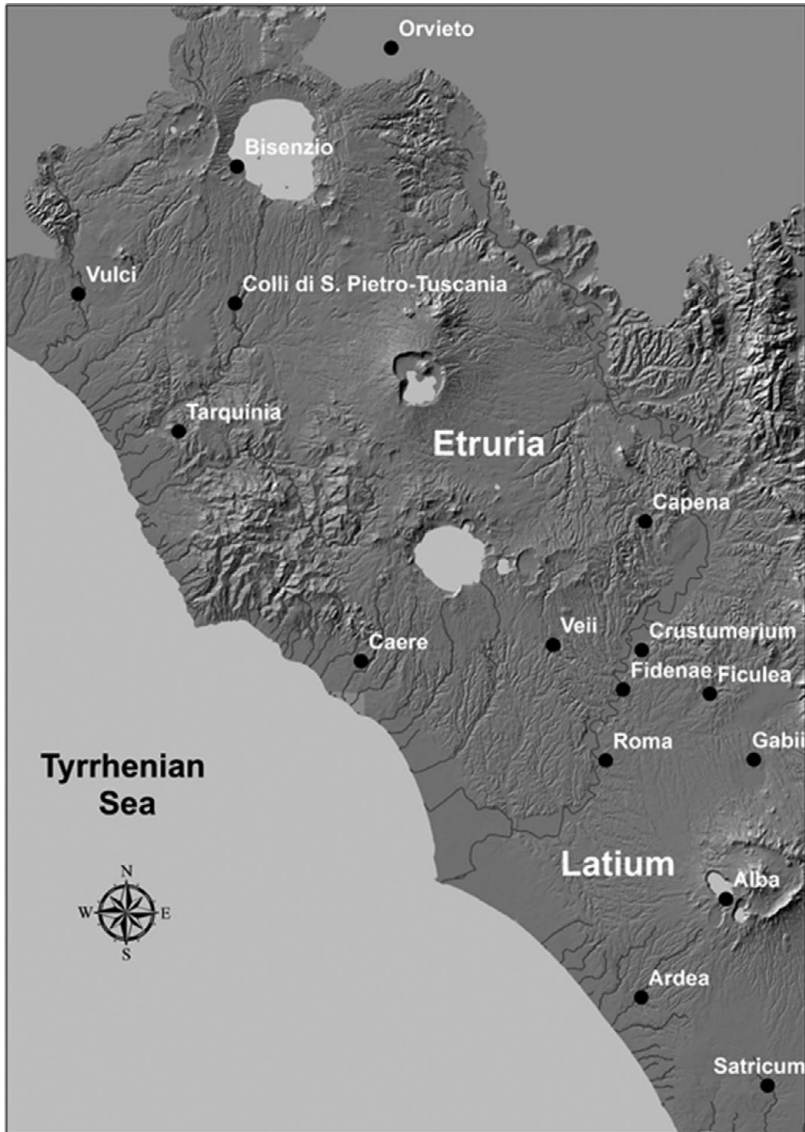 Orvieto
Bisenzio
Vulci
Colli di S. Pietro-Tuscania
Tarquinia
Etruria
Capena
Veii
Crustumerium
Caere
Fidenae
Ficulea
Roma
Gabii
Tyrrhenian
Sea
Latium
N
W
E
S
Alba
Ardea
Satricum